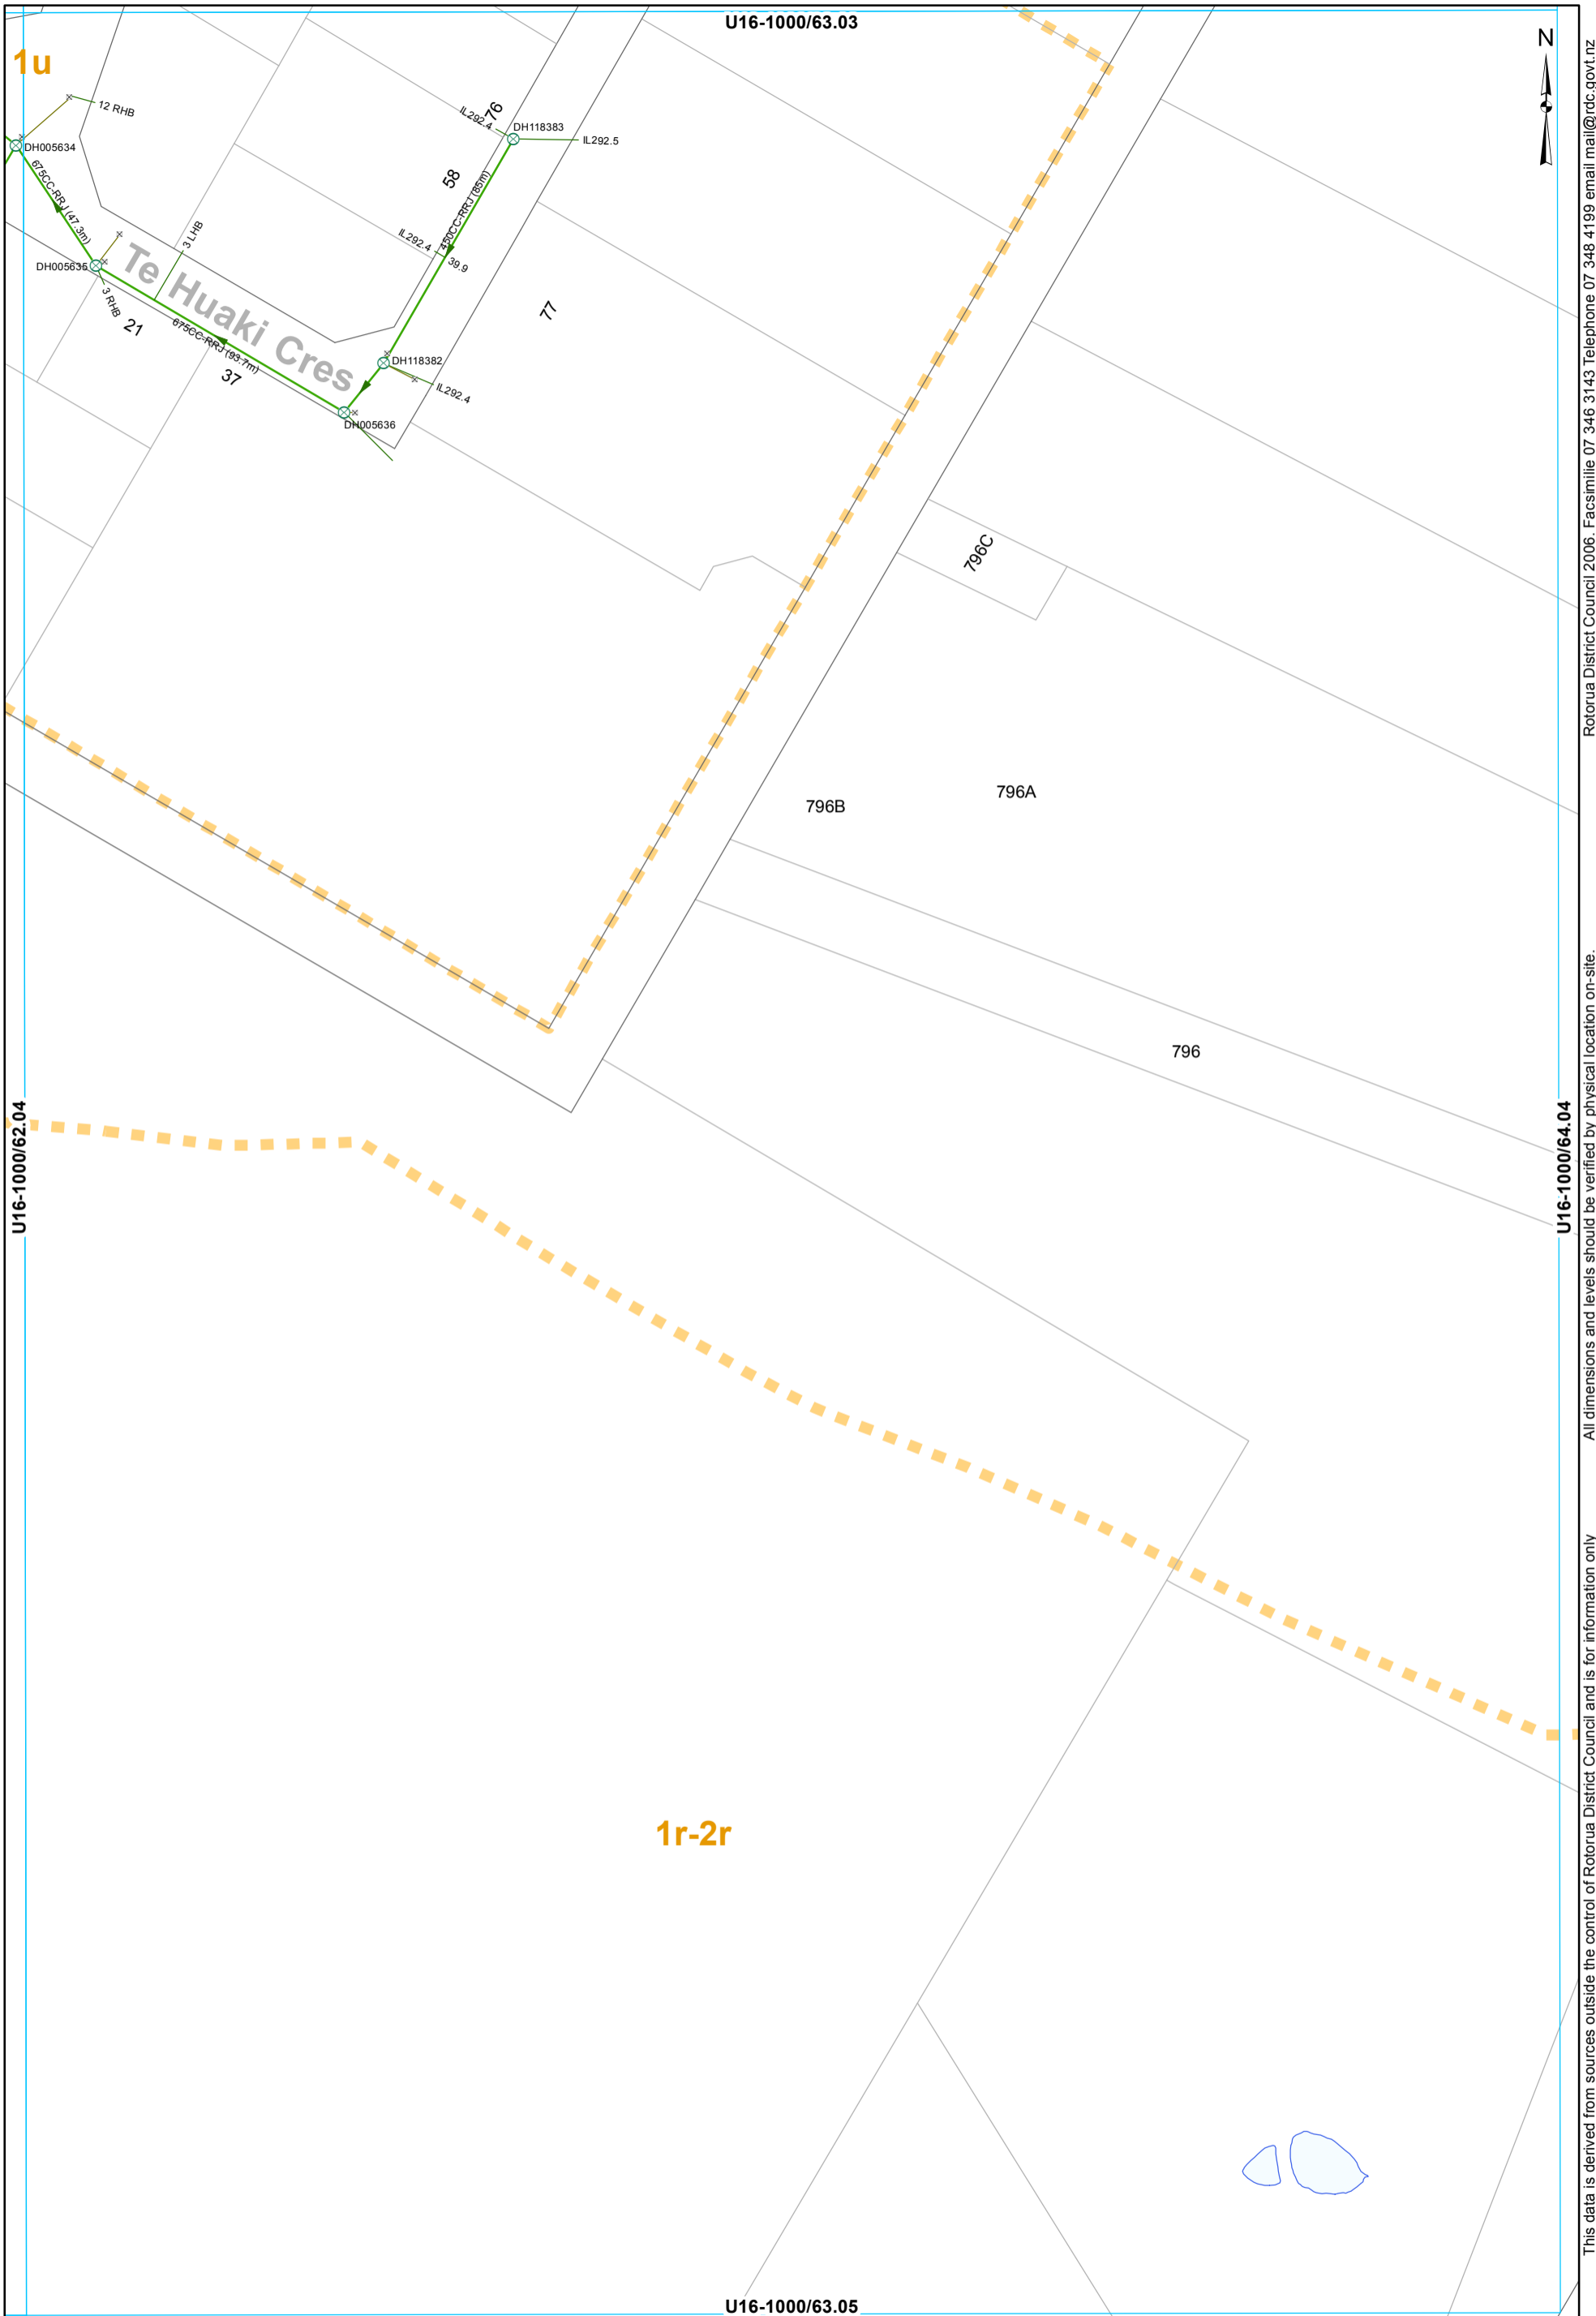 U16-1000/63.03
N
1u
12 RHB
DH005634
675CC-RRJ (47.3m)
IL292.4
76
DH118383
IL292.5
58
450CC-RRJ (85m)
IL292.4
39.9
3 LHB
Te Huaki Cres
DH005635
3 RHB
21
675CC-RRJ (93.7m)
37
77
DH118382
IL292.4
DH005636
796C
796B
796A
796
U16-1000/62.04
U16-1000/64.04
1r-2r
U16-1000/63.05
This data is derived from sources outside the control of Rotorua District Council and is for information only
All dimensions and levels should be verified by physical location on-site.
Rotorua District Council 2006. Facsimilie 07 346 3143 Telephone 07 348 4199 email mail@rdc.govt.nz